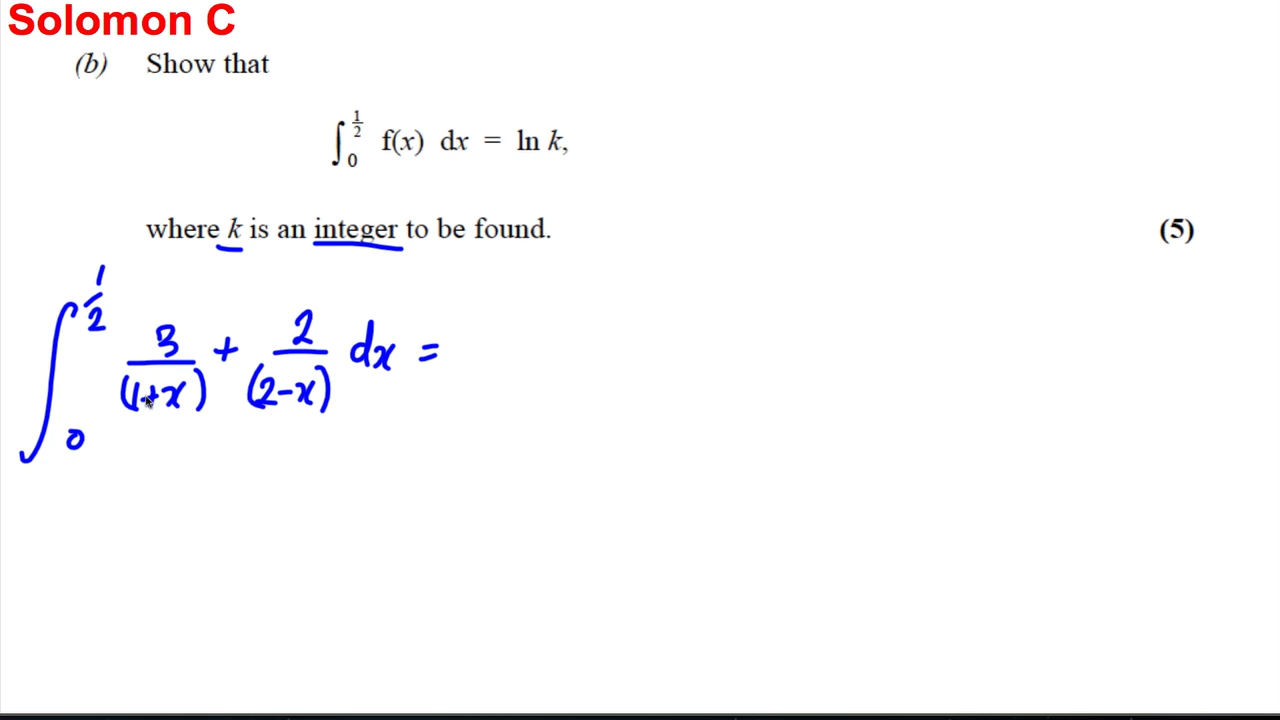 Solomon C
(b) Show that
∫₀^½ f(x) dx = ln k,
where k is an integer to be found. (5)
∫₀^½ 3/(1+x) + 2/(2-x) dx =